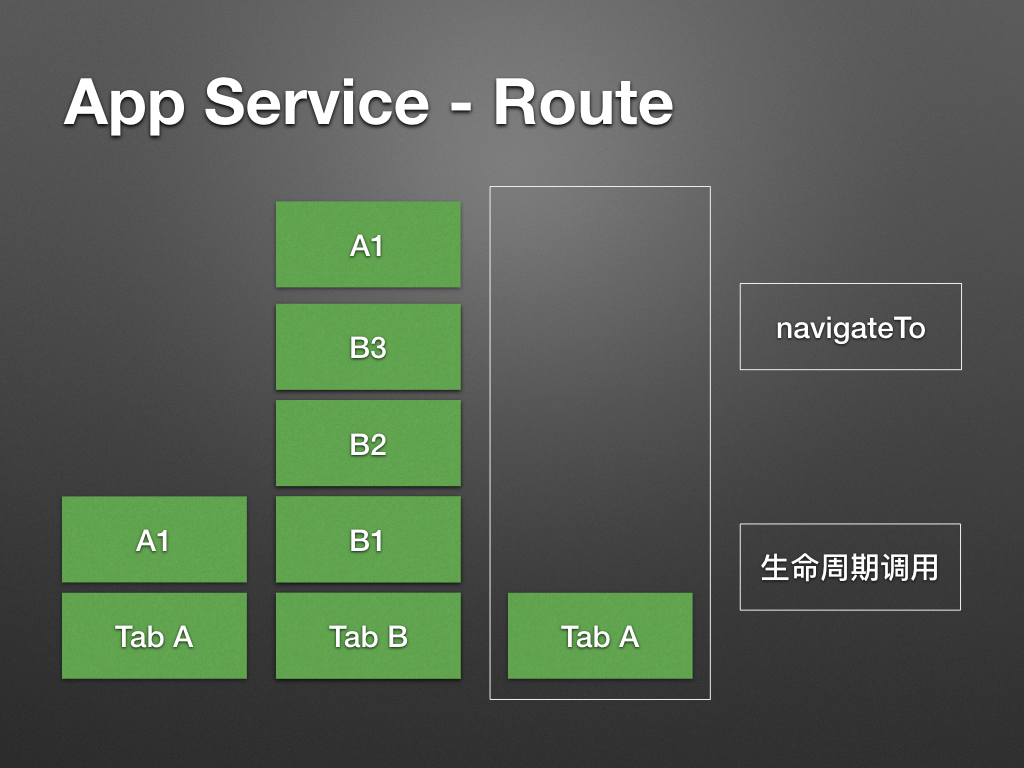 App Service - Route
A1
B3
navigateTo
B2
A1
B1
生命周期调用
Tab A
Tab B
Tab A